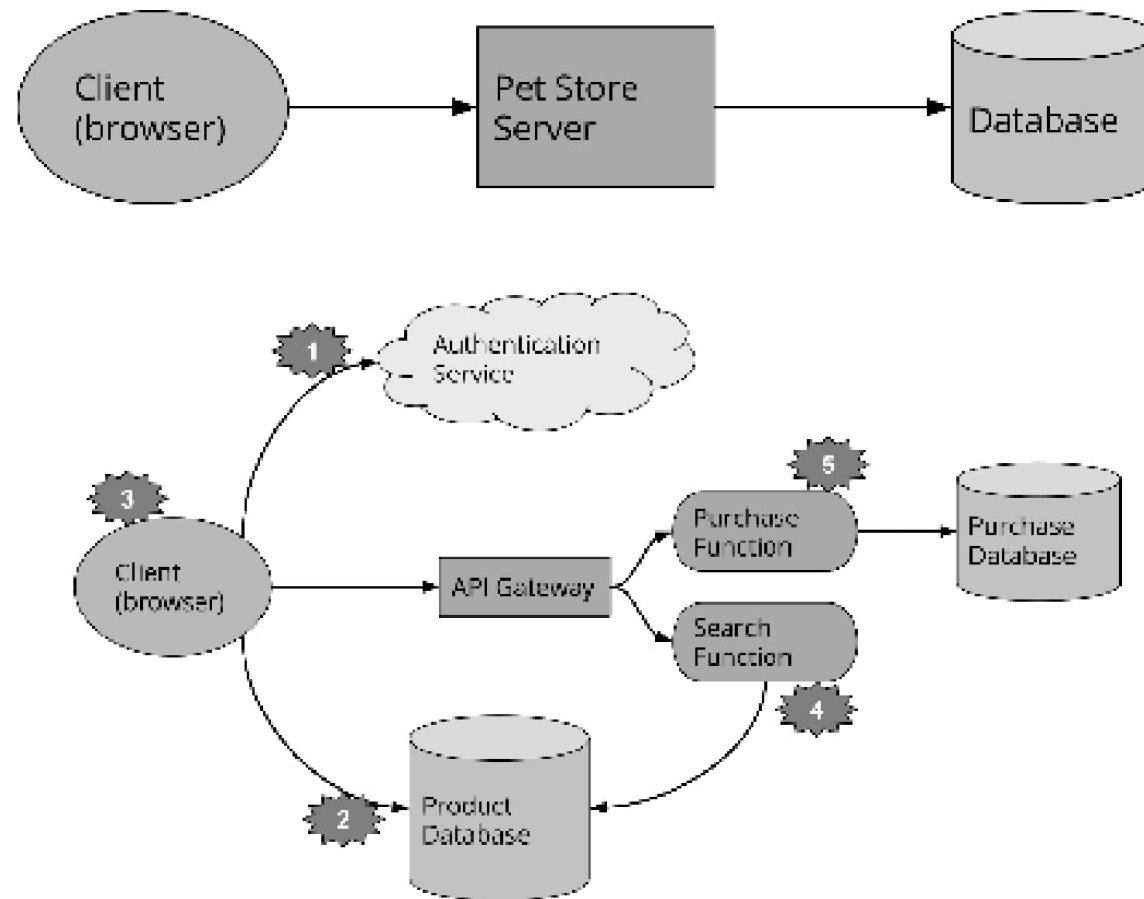 Client
(browser)
Pet Store
Server
Database
1
Authentication
Service
3
Client
(browser)
API Gateway
5
Purchase
Function
Purchase
Database
Search
Function
4
2
Product
Database